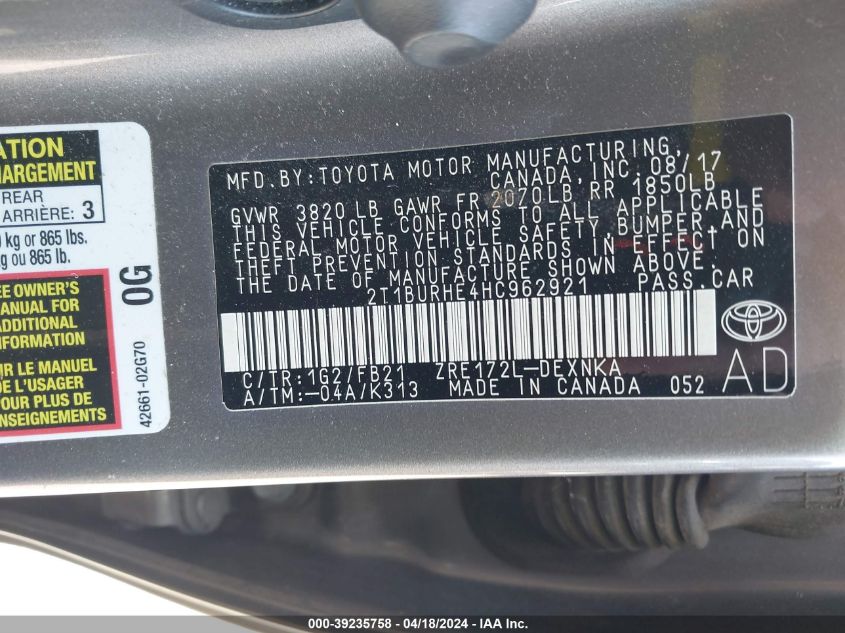 ATION
HARGEMENT
REAR
ARRIÈRE: 3
kg or 865 lbs.
g ou 865 lb.
EE OWNER'S
MANUAL FOR
ADDITIONAL
INFORMATION
IR LE MANUEL
DE L'USAGER
POUR PLUS DE
ENSEIGNEMENTS
0G
42661-02G70
MFD.BY:TOYOTA MOTOR MANUFACTURING,
CANADA,INC.08/17
GVWR 3820 LB GAWR FR 2070LB RR 1850LB
THIS VEHICLE CONFORMS TO ALL APPLICABLE
FEDERAL MOTOR VEHICLE SAFETY,BUMPER,AND
THEFT PREVENTION STANDARDS IN EFFECT ON
THE DATE OF MANUFACTURE SHOWN ABOVE.
2T1BURHE4HC962921 PASS.CAR
C/TR:1G2/FB21 ZRE172L-DEXNKA
A/TM:-04A/K313 MADE IN CANADA 052
AD
000-39235758 - 04/18/2024 - IAA Inc.